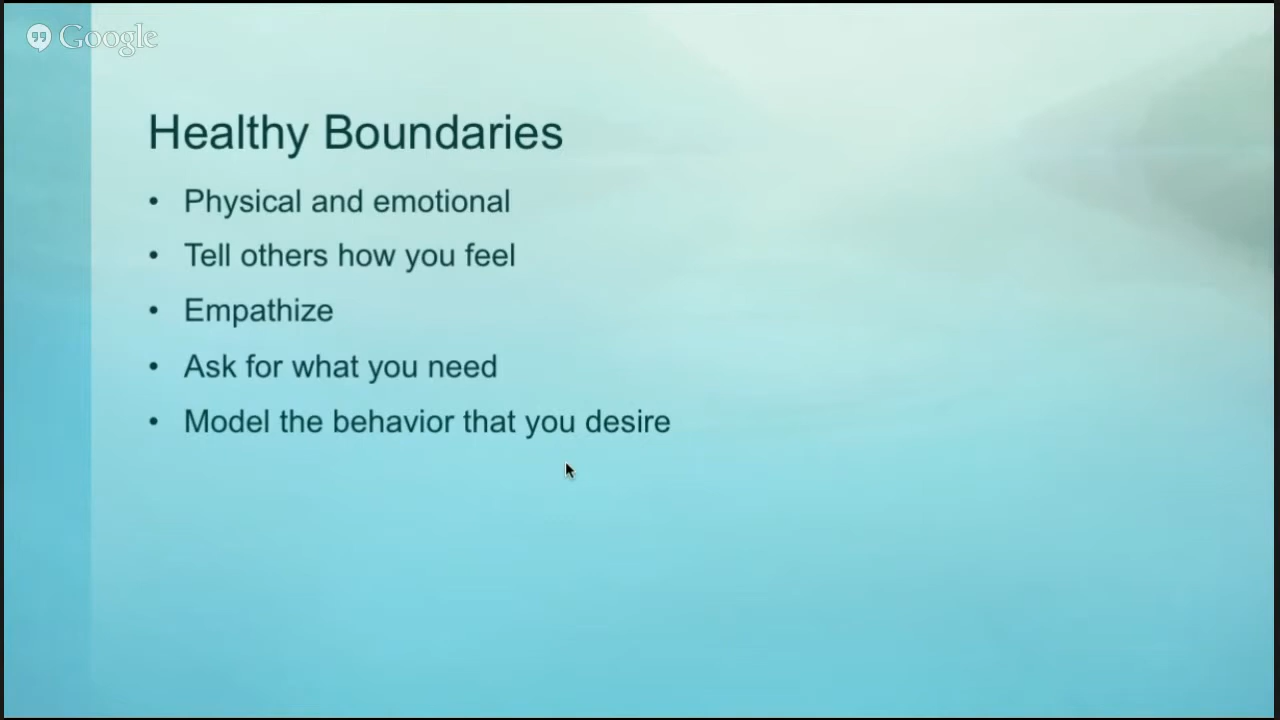 Google
Healthy Boundaries
• Physical and emotional
• Tell others how you feel
• Empathize
• Ask for what you need
• Model the behavior that you desire